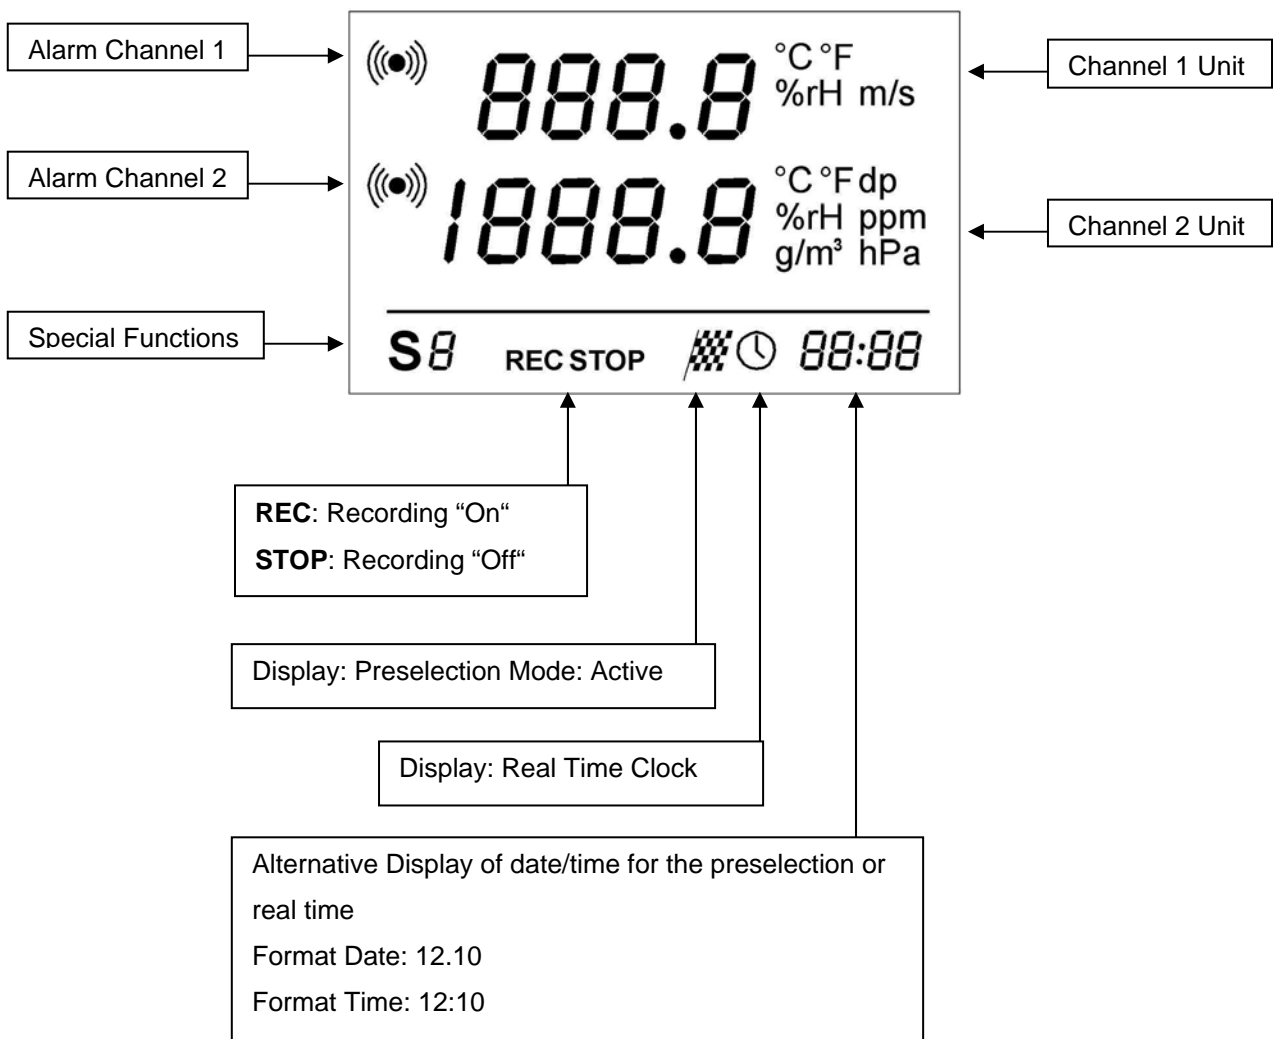 Alarm Channel 1
888.8
°C °F
%rH m/s
Channel 1 Unit
Alarm Channel 2
1888.8
°C °F dp
%rH ppm
g/m³ hPa
Channel 2 Unit
Special Functions
S8 REC STOP 88:88
REC: Recording “On“
STOP: Recording “Off“
Display: Preselection Mode: Active
Display: Real Time Clock
Alternative Display of date/time for the preselection or
real time
Format Date: 12.10
Format Time: 12:10